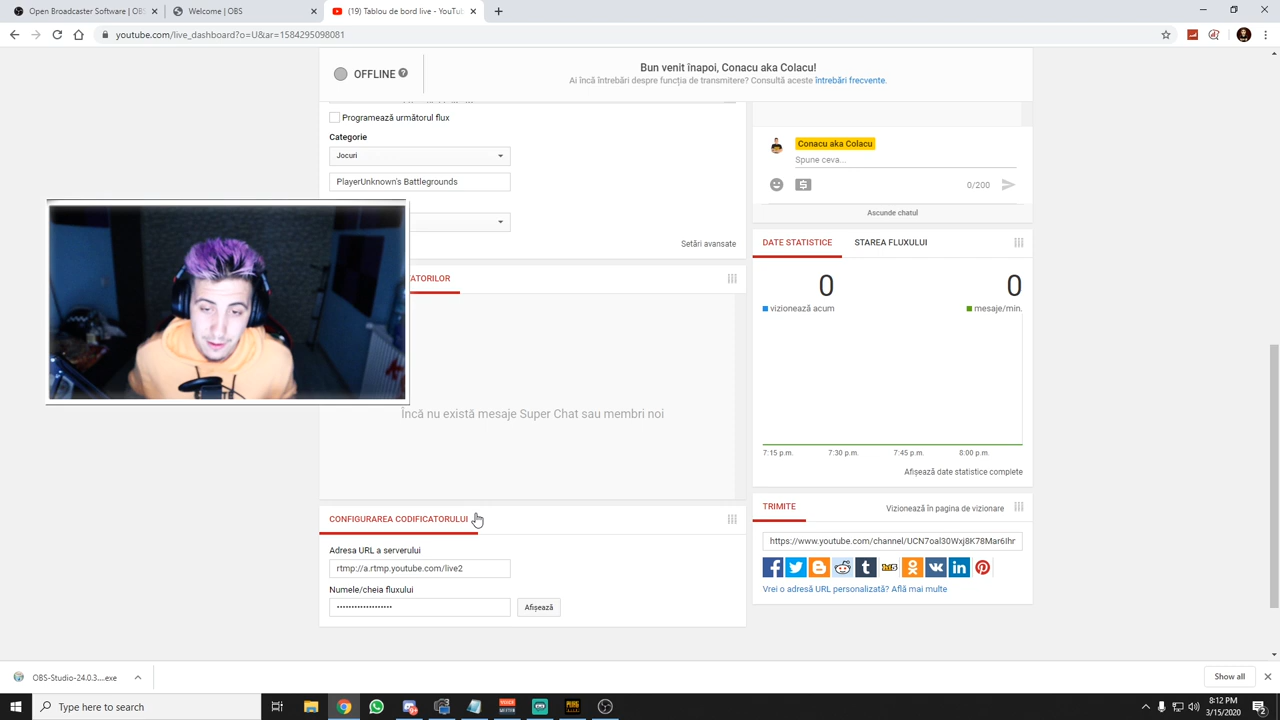 Open Broadcaster Software | OBS
Welcome | OBS
(19) Tablou de bord live - YouTu
youtube.com/live_dashboard?o=U&ar=1584295098081
OFFLINE
Bun venit înapoi, Conacu aka Colacu!
Ai încă întrebări despre funcția de transmitere? Consultă aceste întrebări frecvente.
Programează următorul flux
Categorie
Jocuri
PlayerUnknown's Battlegrounds
Setări avansate
ATORILOR
Încă nu există mesaje Super Chat sau membri noi
CONFIGURAREA CODIFICATORULUI
Adresa URL a serverului
rtmp://a.rtmp.youtube.com/live2
Numele/cheia fluxului
••••••••••••••••••• Afișează
Conacu aka Colacu
Spune ceva...
0/200
Ascunde chatul
DATE STATISTICE STAREA FLUXULUI
0 0
vizionează acum mesaje/min.
7:15 p.m. 7:30 p.m. 7:45 p.m. 8:00 p.m.
Afișează date statistice complete
TRIMITE Vizionează în pagina de vizionare
https://www.youtube.com/channel/UCN7oal30Wxj8K78Mar6Ihr
Vrei o adresă URL personalizată? Află mai multe
OBS-Studio-24.0.3....exe
Show all
Type here to search
8:12 PM
3/15/2020